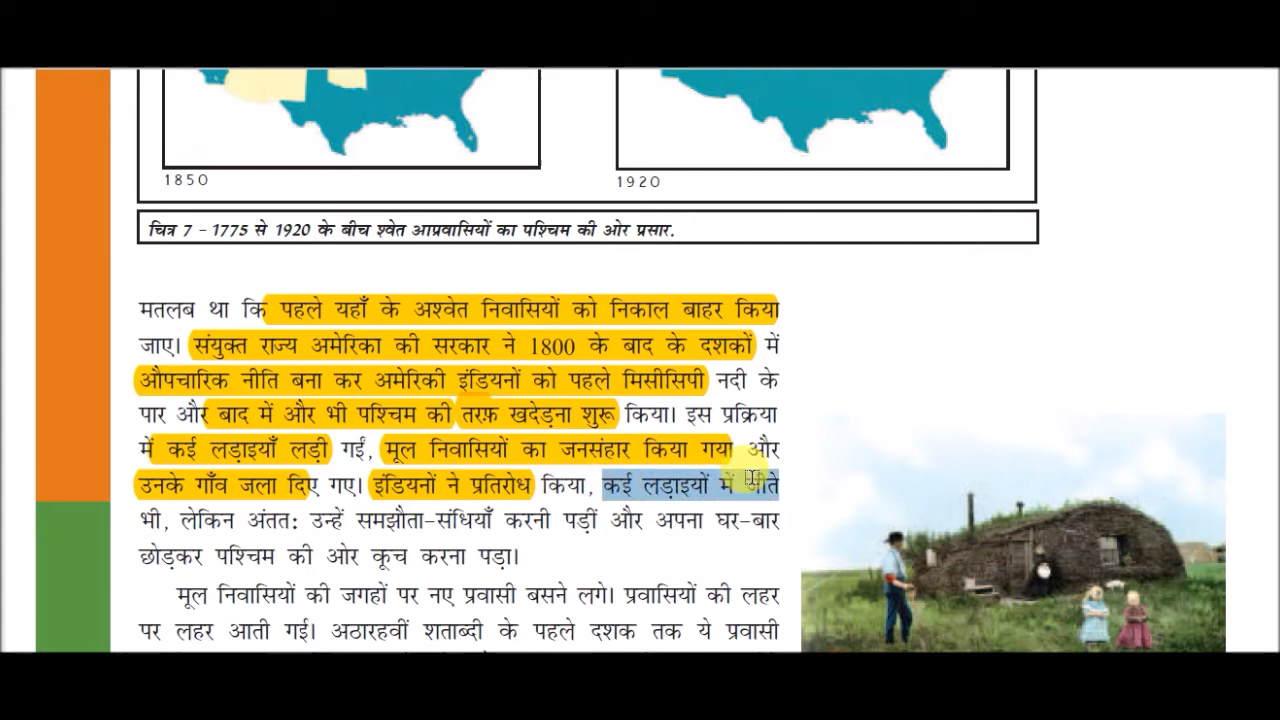 1850
1920
चित्र 7 - 1775 से 1920 के बीच श्वेत आप्रवासियों का पश्चिम की ओर प्रसार.
मतलब था कि पहले यहाँ के अश्वेत निवासियों को निकाल बाहर किया
जाए। संयुक्त राज्य अमेरिका की सरकार ने 1800 के बाद के दशकों में
औपचारिक नीति बना कर अमेरिकी इंडियनों को पहले मिसीसिपी नदी के
पार और बाद में और भी पश्चिम की तरफ़ खदेड़ना शुरू किया। इस प्रक्रिया
में कई लड़ाइयाँ लड़ी गईं, मूल निवासियों का जनसंहार किया गया और
उनके गाँव जला दिए गए। इंडियनों ने प्रतिरोध किया, कई लड़ाइयों में जीते
भी, लेकिन अंततः उन्हें समझौता-संधियाँ करनी पड़ीं और अपना घर-बार
छोड़कर पश्चिम की ओर कूच करना पड़ा।
मूल निवासियों की जगहों पर नए प्रवासी बसने लगे। प्रवासियों की लहर
पर लहर आती गई। अठारहवीं शताब्दी के पहले दशक तक ये प्रवासी